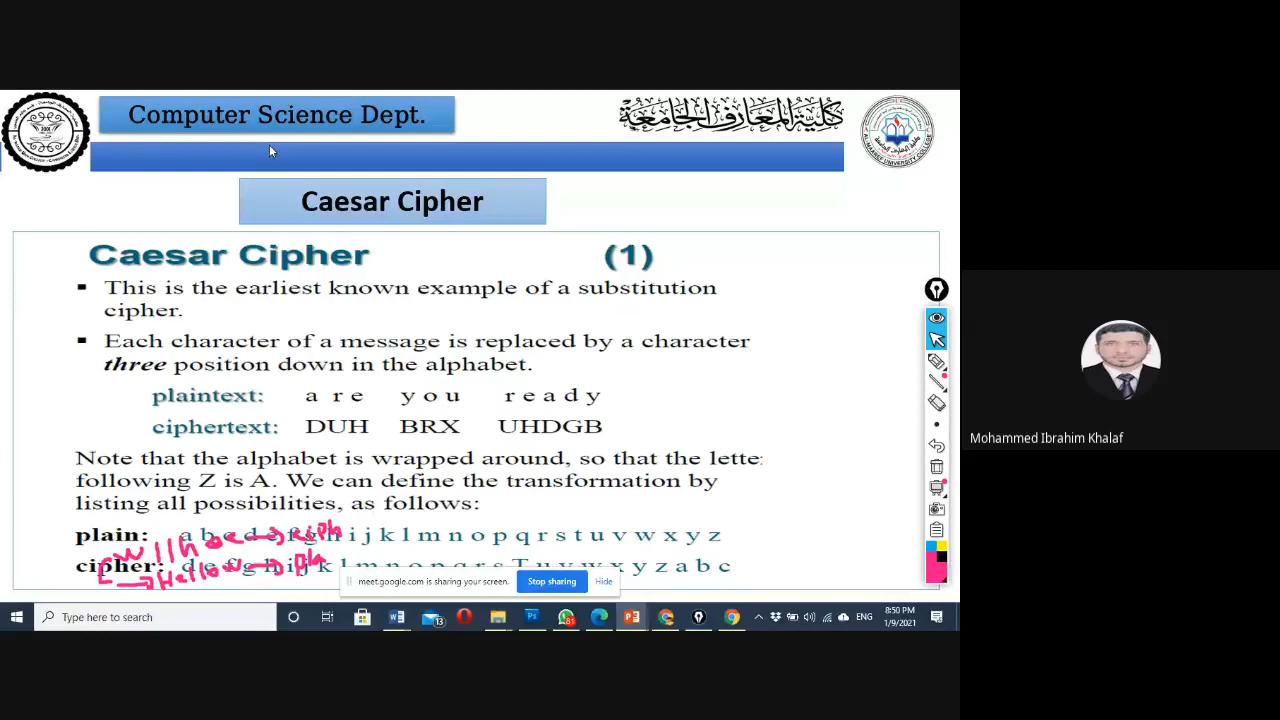 Computer Science Dept.
كلية المعارف الجامعة
Caesar Cipher
Caesar Cipher (1)
▪ This is the earliest known example of a substitution
cipher.
▪ Each character of a message is replaced by a character
three position down in the alphabet.
plaintext: a r e y o u r e a d y
ciphertext: DUH BRX UHDGB
Note that the alphabet is wrapped around, so that the lette
following Z is A. We can define the transformation by
listing all possibilities, as follows:
plain: a b c d e f g h i j k l m n o p q r s t u v w x y z
cipher: d e f g h i j k l m n o p q r s T u v w x y z a b c
meet.google.com is sharing your screen. Stop sharing Hide
Mohammed Ibrahim Khalaf
Type here to search
13
81
ENG
8:50 PM
1/9/2021